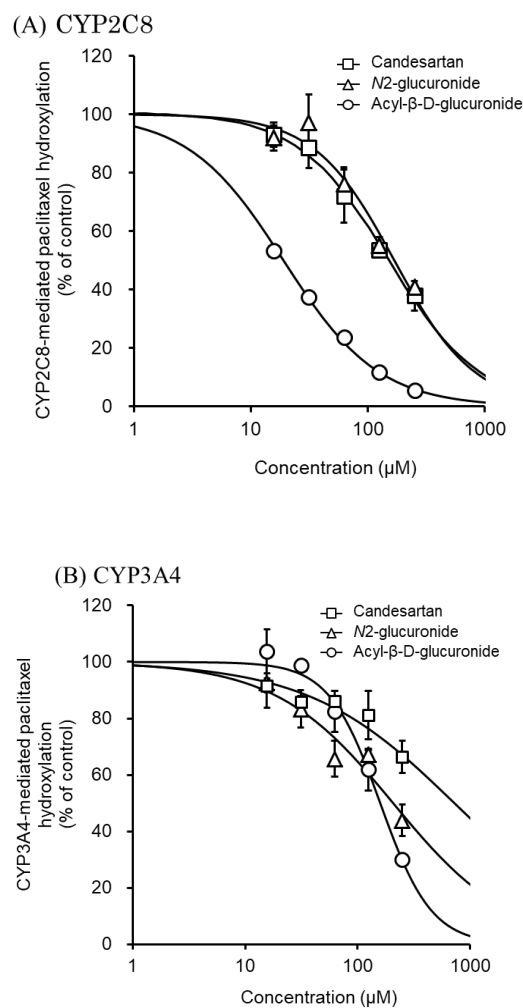 (A) CYP2C8
120
100
80
60
40
20
0
1
10
100
1000
CYP2C8-mediated paclitaxel hydroxylation
(% of control)
Concentration (µM)
Candesartan
N2-glucuronide
Acyl-β-D-glucuronide
(B) CYP3A4
120
100
80
60
40
20
0
1
10
100
1000
CYP3A4-mediated paclitaxel
hydroxylation
(% of control)
Concentration (µM)
Candesartan
N2-glucuronide
Acyl-β-D-glucuronide